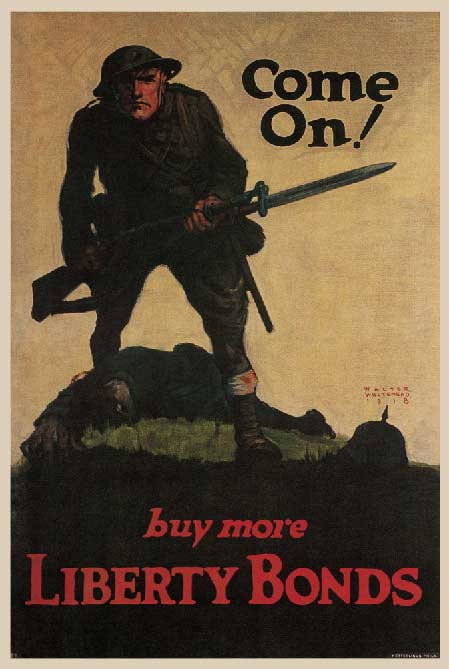 Come
On!
WALTER
WHITEHEAD
1918
buy more
LIBERTY BONDS